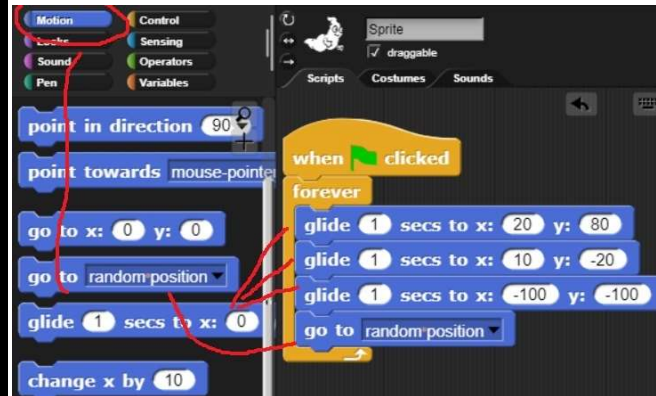 Motion Control
Looks Sensing
Sound Operators
Pen Variables
point in direction 90
point towards mouse-pointer
go to x: 0 y: 0
go to random position
glide 1 secs to x: 0
change x by 10
Sprite
draggable
Scripts Costumes Sounds
when clicked
forever
glide 1 secs to x: 20 y: 80
glide 1 secs to x: 10 y: -20
glide 1 secs to x: -100 y: -100
go to random position